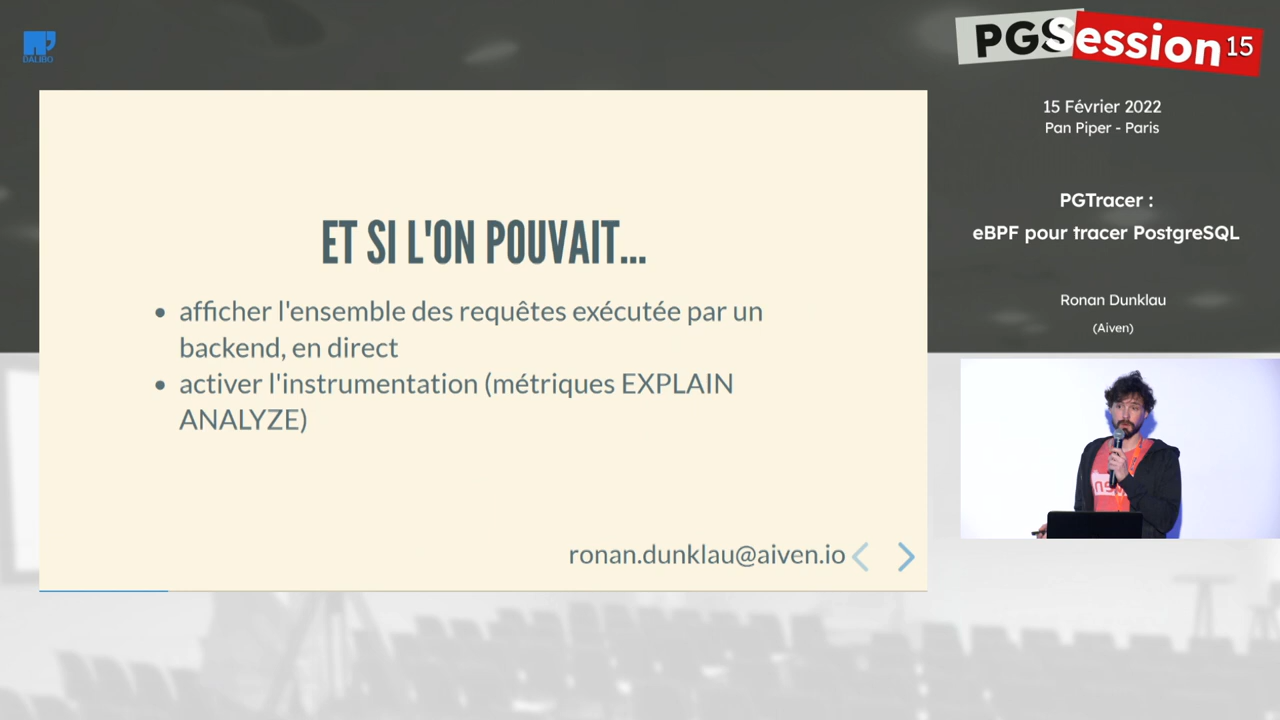 DALIBO
PGSession 15
15 Février 2022
Pan Piper - Paris
PGTracer :
eBPF pour tracer PostgreSQL
Ronan Dunklau
(Aiven)
ET SI L'ON POUVAIT...
• afficher l'ensemble des requêtes exécutée par un
backend, en direct
• activer l'instrumentation (métriques EXPLAIN
ANALYZE)
ronan.dunklau@aiven.io